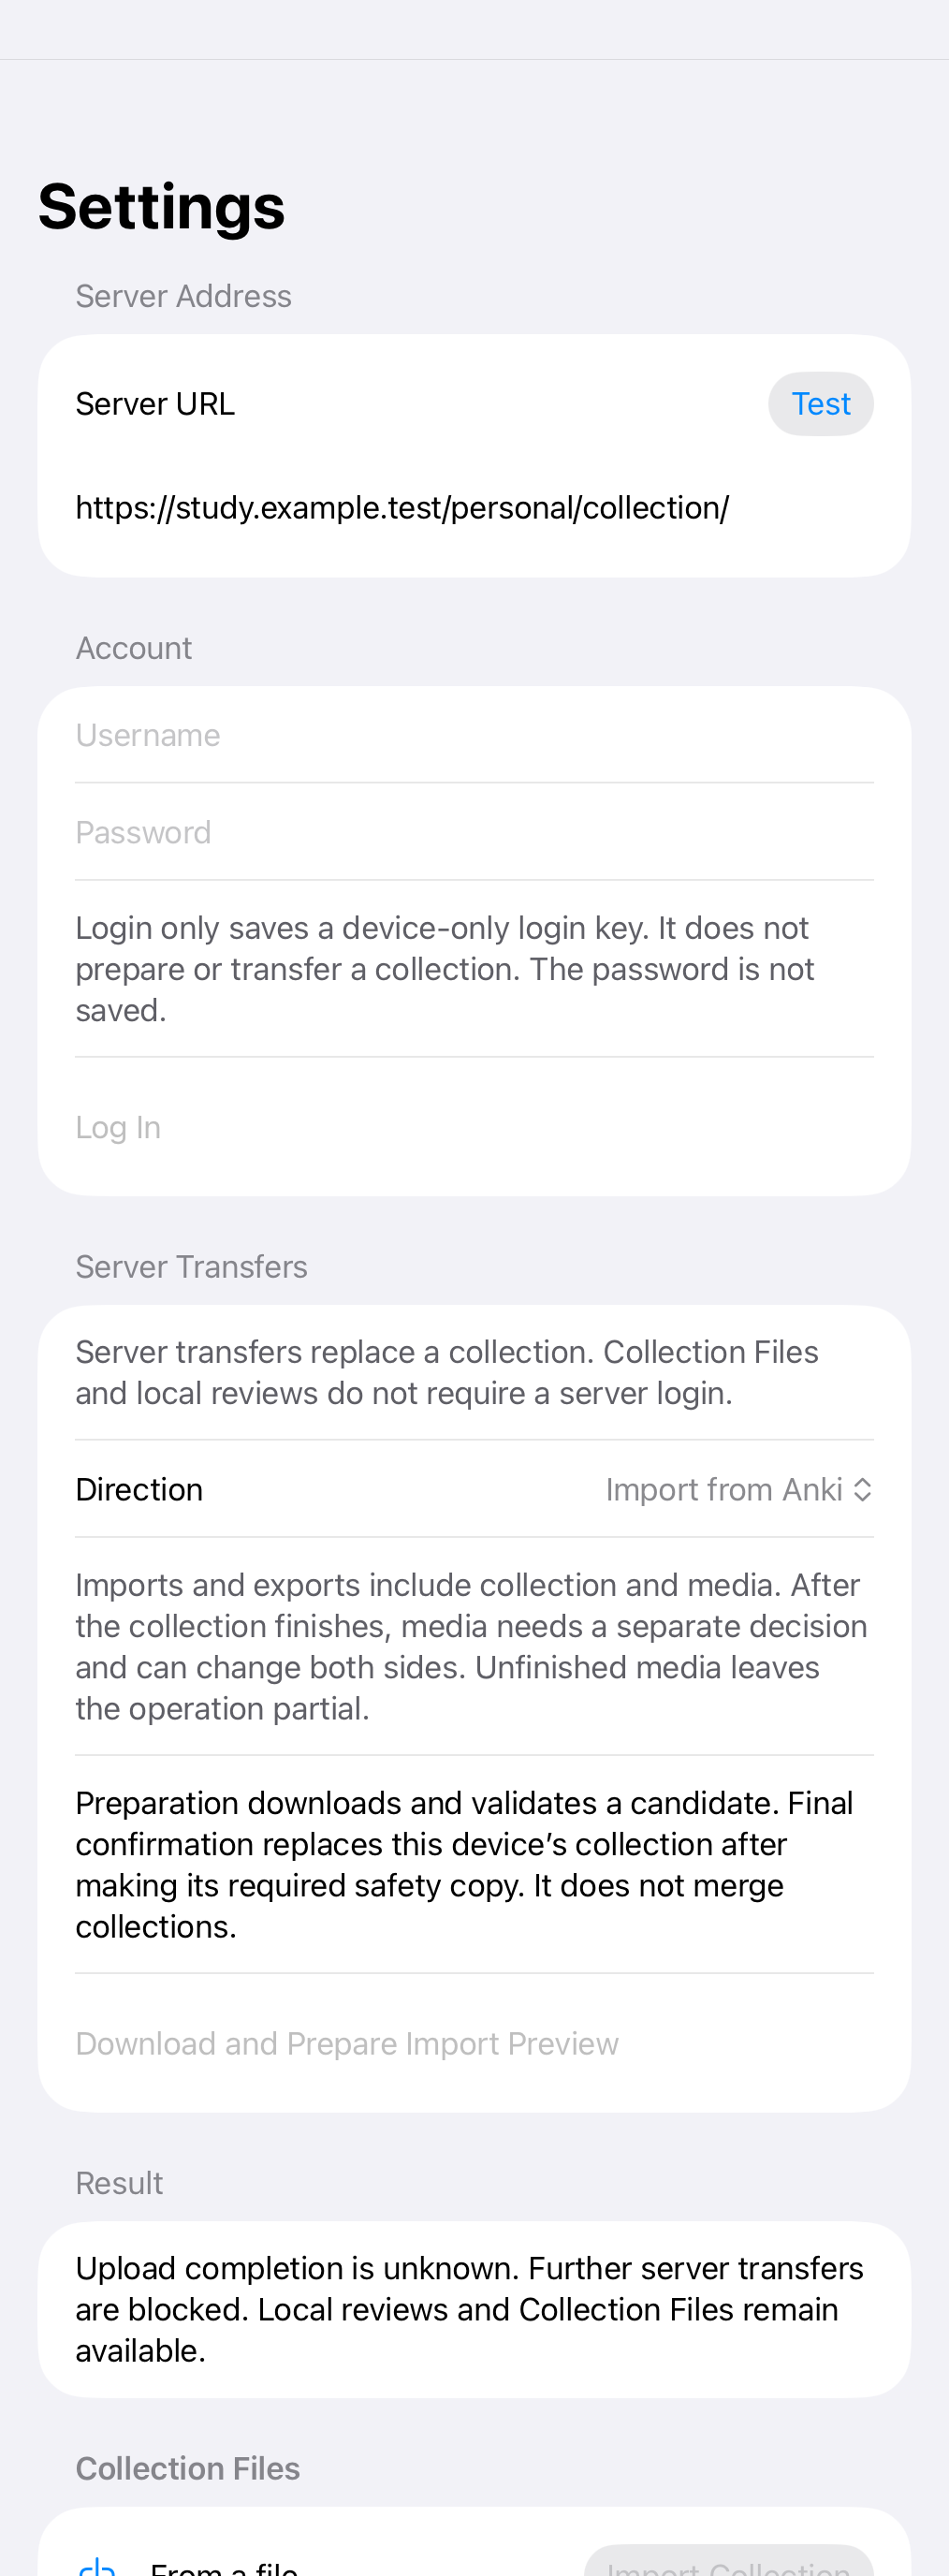 Settings
Server Address
Server URL
Test
https://study.example.test/personal/collection/
Account
Username
Password
Login only saves a device-only login key. It does not
prepare or transfer a collection. The password is not
saved.
Log In
Server Transfers
Server transfers replace a collection. Collection Files
and local reviews do not require a server login.
Direction
Import from Anki
Imports and exports include collection and media. After
the collection finishes, media needs a separate decision
and can change both sides. Unfinished media leaves
the operation partial.
Preparation downloads and validates a candidate. Final
confirmation replaces this device’s collection after
making its required safety copy. It does not merge
collections.
Download and Prepare Import Preview
Result
Upload completion is unknown. Further server transfers
are blocked. Local reviews and Collection Files remain
available.
Collection Files
From a file
Import Collection